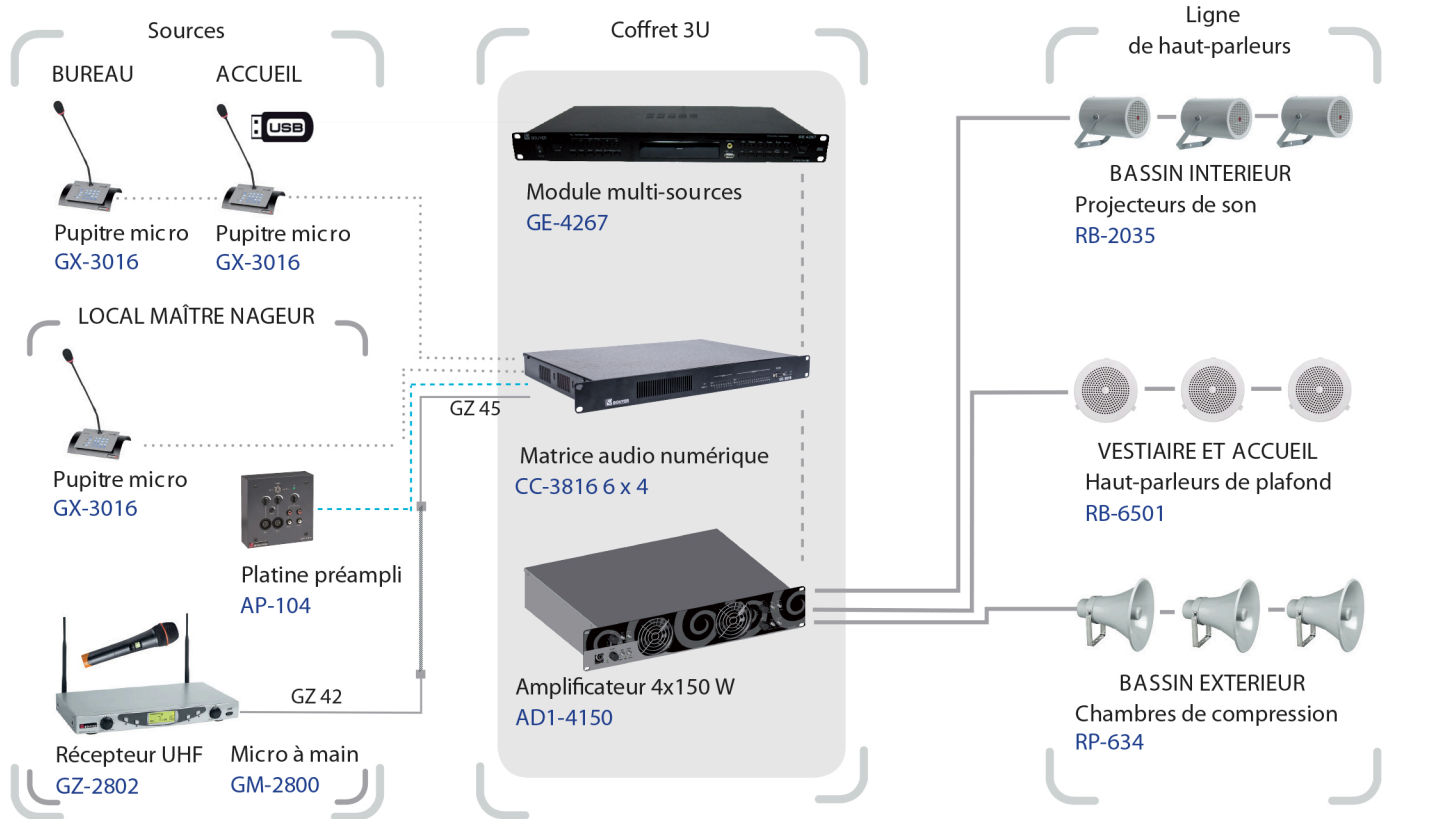 Sources
BUREAU
ACCUEIL
USB
Pupitre micro
GX-3016
Pupitre micro
GX-3016
LOCAL MAÎTRE NAGEUR
Pupitre micro
GX-3016
Platine préampli
AP-104
GZ 45
GZ 42
Récepteur UHF
GZ-2802
Micro à main
GM-2800
Coffret 3U
Module multi-sources
GE-4267
Matrice audio numérique
CC-3816 6 x 4
Amplificateur 4x150 W
AD1-4150
Ligne
de haut-parleurs
BASSIN INTERIEUR
Projecteurs de son
RB-2035
VESTIAIRE ET ACCUEIL
Haut-parleurs de plafond
RB-6501
BASSIN EXTERIEUR
Chambres de compression
RP-634